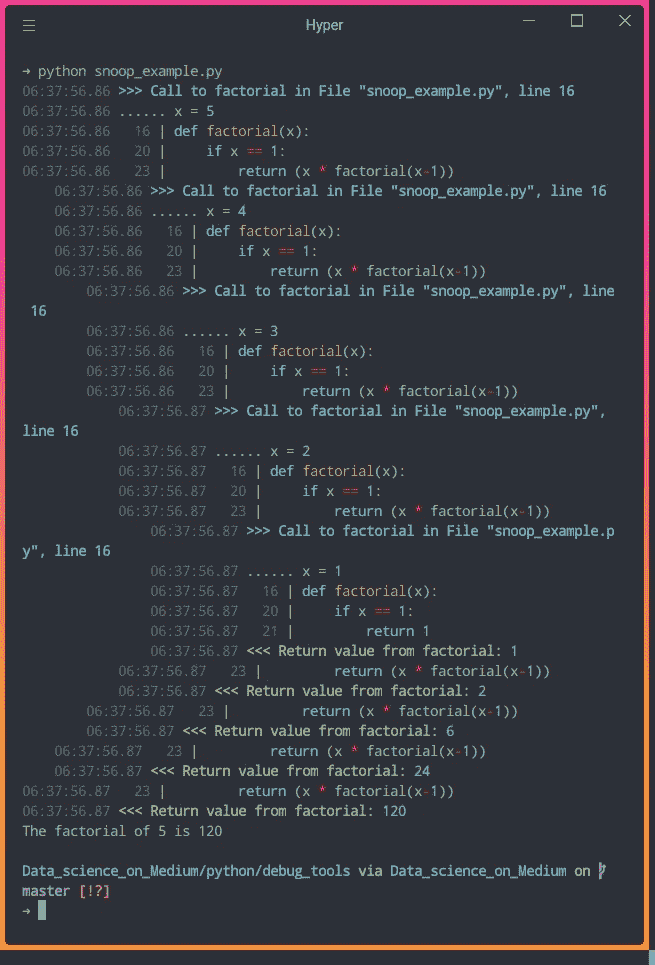 Hyper
→ python snoop_example.py
06:37:56.86 >>> Call to factorial in File "snoop_example.py", line 16
06:37:56.86 ...... x = 5
06:37:56.86   16 | def factorial(x):
06:37:56.86   20 |     if x == 1:
06:37:56.86   23 |         return (x * factorial(x-1))
    06:37:56.86 >>> Call to factorial in File "snoop_example.py", line 16
    06:37:56.86 ...... x = 4
    06:37:56.86   16 | def factorial(x):
    06:37:56.86   20 |     if x == 1:
    06:37:56.86   23 |         return (x * factorial(x-1))
        06:37:56.86 >>> Call to factorial in File "snoop_example.py", line
 16
        06:37:56.86 ...... x = 3
        06:37:56.86   16 | def factorial(x):
        06:37:56.86   20 |     if x == 1:
        06:37:56.86   23 |         return (x * factorial(x-1))
            06:37:56.87 >>> Call to factorial in File "snoop_example.py",
line 16
            06:37:56.87 ...... x = 2
            06:37:56.87   16 | def factorial(x):
            06:37:56.87   20 |     if x == 1:
            06:37:56.87   23 |         return (x * factorial(x-1))
                06:37:56.87 >>> Call to factorial in File "snoop_example.p
y", line 16
                06:37:56.87 ...... x = 1
                06:37:56.87   16 | def factorial(x):
                06:37:56.87   20 |     if x == 1:
                06:37:56.87   21 |         return 1
                06:37:56.87 <<< Return value from factorial: 1
            06:37:56.87   23 |         return (x * factorial(x-1))
            06:37:56.87 <<< Return value from factorial: 2
        06:37:56.87   23 |         return (x * factorial(x-1))
        06:37:56.87 <<< Return value from factorial: 6
    06:37:56.87   23 |         return (x * factorial(x-1))
    06:37:56.87 <<< Return value from factorial: 24
06:37:56.87   23 |         return (x * factorial(x-1))
06:37:56.87 <<< Return value from factorial: 120
The factorial of 5 is 120
Data_science_on_Medium/python/debug_tools via Data_science_on_Medium on
master [!?]
→